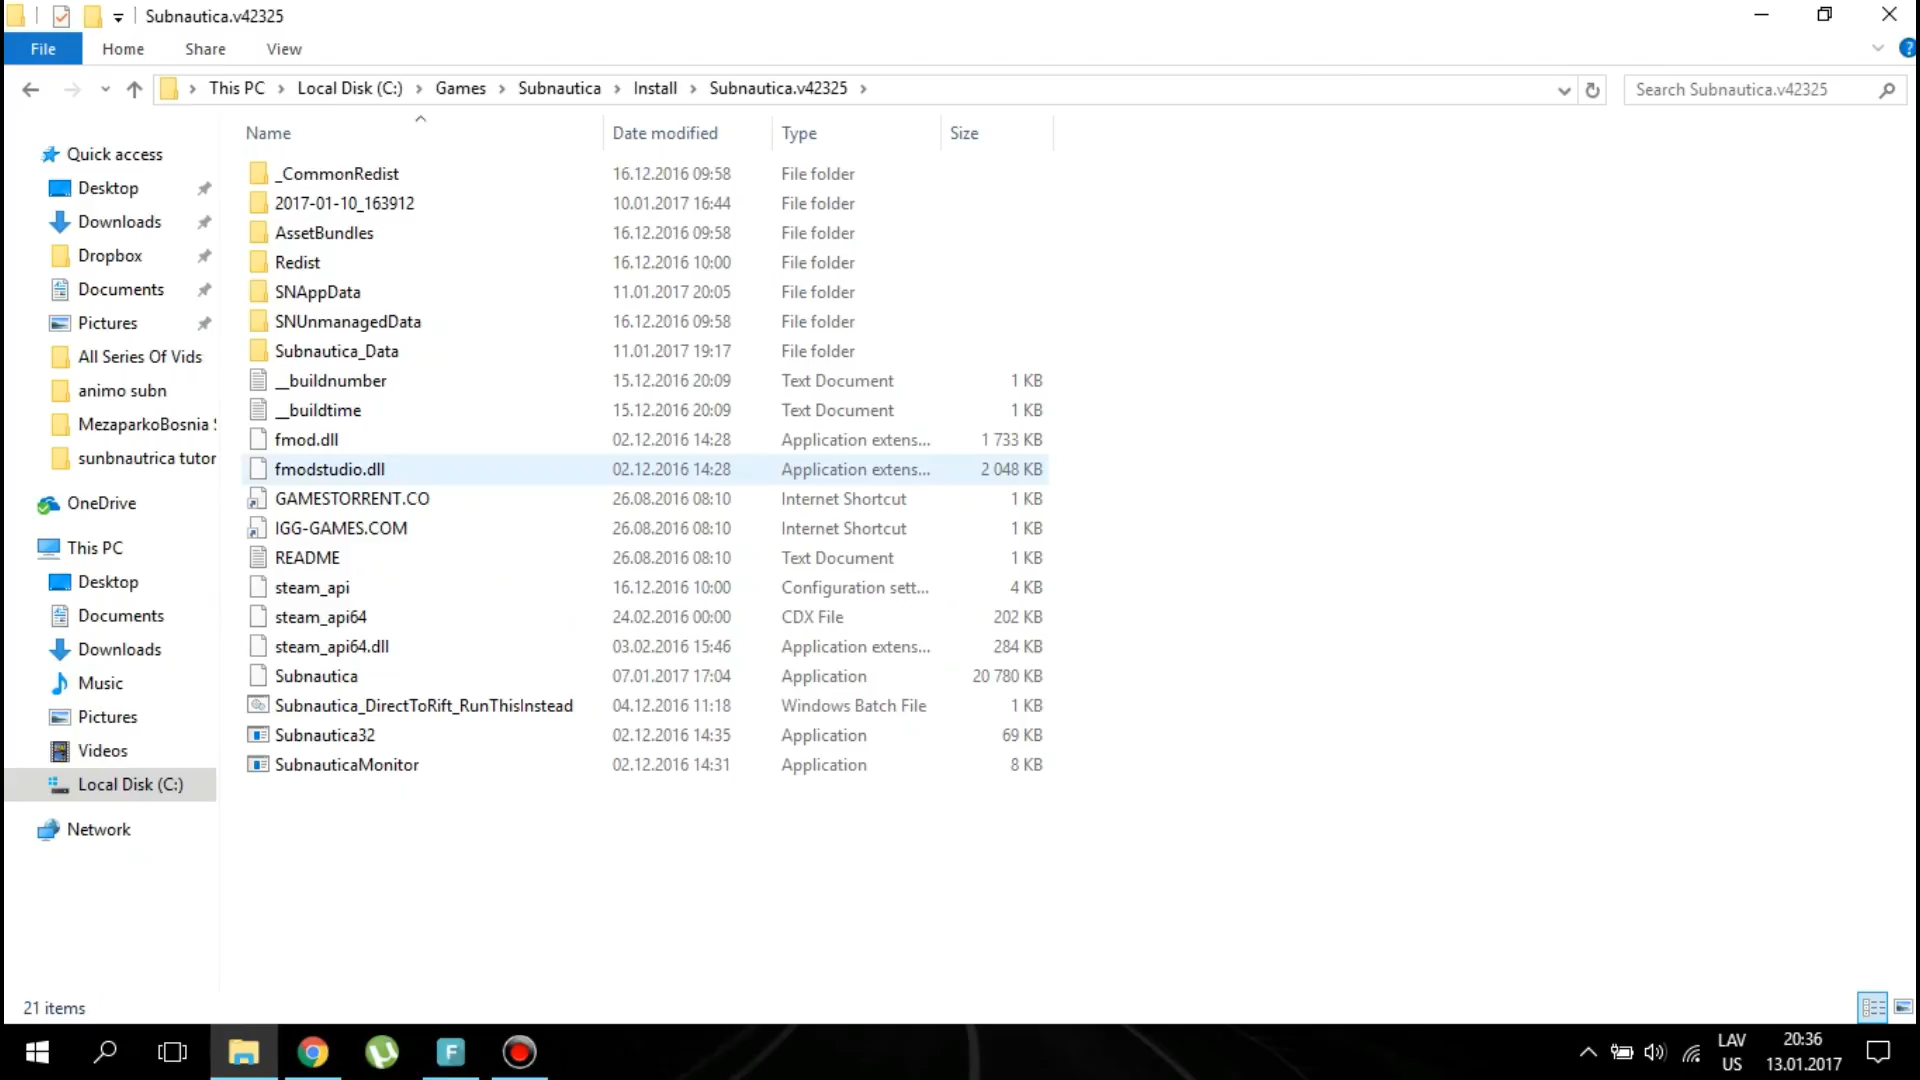 Subnautica.v42325
File Home Share View
This PC Local Disk (C:) Games Subnautica Install Subnautica.v42325
Search Subnautica.v42325
Name Date modified Type Size
Quick access
Desktop
Downloads
Dropbox
Documents
Pictures
All Series Of Vids
animo subn
MezaparkoBosnia S
sunbnautrica tutor
OneDrive
This PC
Desktop
Documents
Downloads
Music
Pictures
Videos
Local Disk (C:)
Network
_CommonRedist 16.12.2016 09:58 File folder
2017-01-10_163912 10.01.2017 16:44 File folder
AssetBundles 16.12.2016 09:58 File folder
Redist 16.12.2016 10:00 File folder
SNAppData 11.01.2017 20:05 File folder
SNUnmanagedData 16.12.2016 09:58 File folder
Subnautica_Data 11.01.2017 19:17 File folder
__buildnumber 15.12.2016 20:09 Text Document 1 KB
__buildtime 15.12.2016 20:09 Text Document 1 KB
fmod.dll 02.12.2016 14:28 Application extens... 1 733 KB
fmodstudio.dll 02.12.2016 14:28 Application extens... 2 048 KB
GAMESTORRENT.CO 26.08.2016 08:10 Internet Shortcut 1 KB
IGG-GAMES.COM 26.08.2016 08:10 Internet Shortcut 1 KB
README 26.08.2016 08:10 Text Document 1 KB
steam_api 16.12.2016 10:00 Configuration sett... 4 KB
steam_api64 24.02.2016 00:00 CDX File 202 KB
steam_api64.dll 03.02.2016 15:46 Application extens... 284 KB
Subnautica 07.01.2017 17:04 Application 20 780 KB
Subnautica_DirectToRift_RunThisInstead 04.12.2016 11:18 Windows Batch File 1 KB
Subnautica32 02.12.2016 14:35 Application 69 KB
SubnauticaMonitor 02.12.2016 14:31 Application 8 KB
21 items
F
LAV
US
20:36
13.01.2017